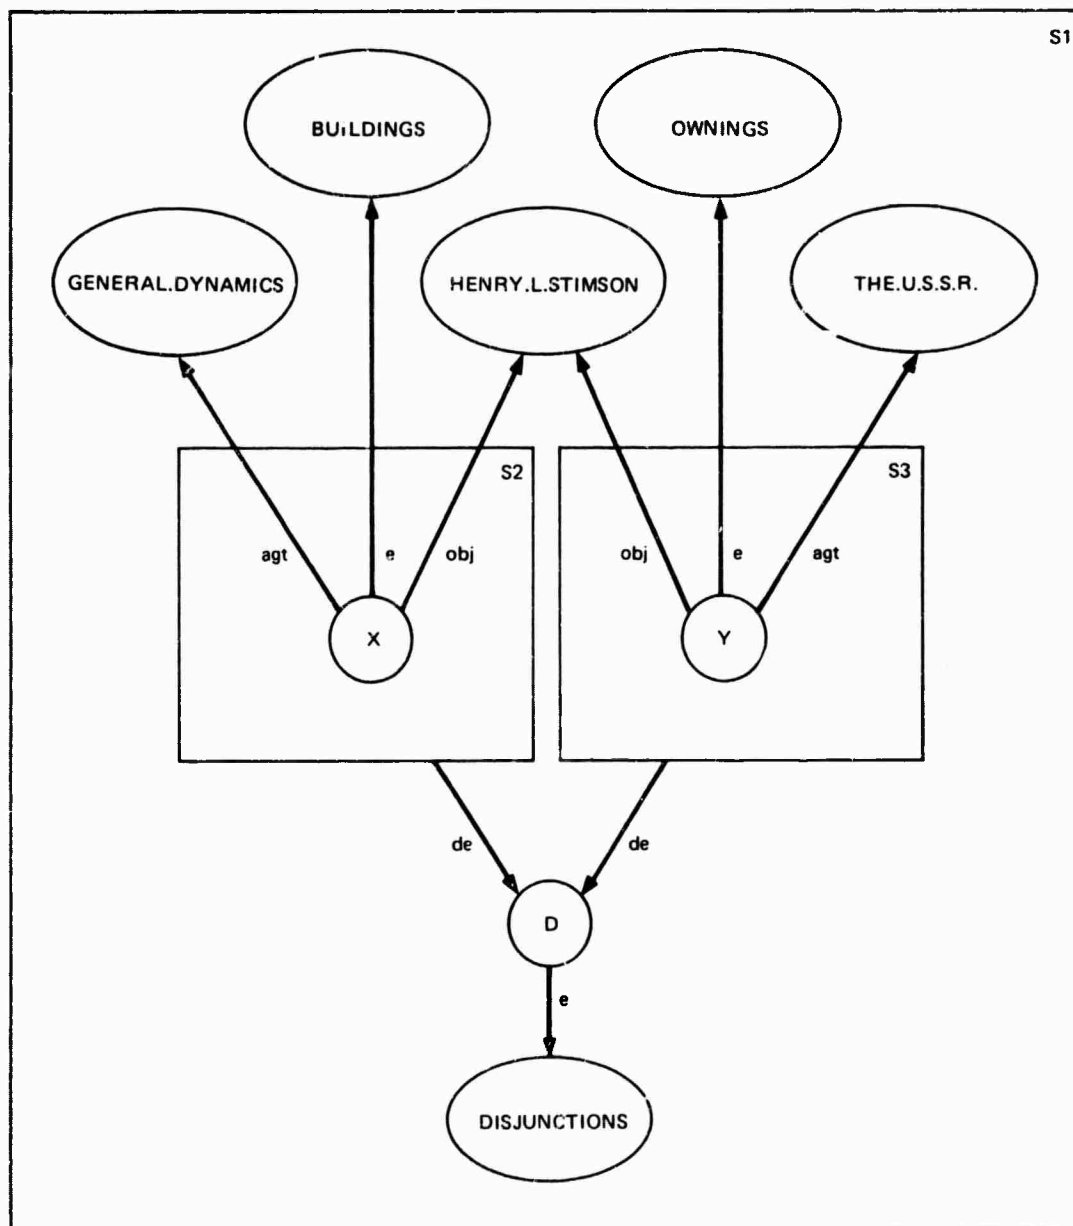 S1
BUILDINGS
OWNINGS
GENERAL.DYNAMICS
HENRY.L.STIMSON
THE.U.S.S.R.
S2
S3
agt
e
obj
obj
e
agt
X
Y
de
de
D
e
DISJUNCTIONS